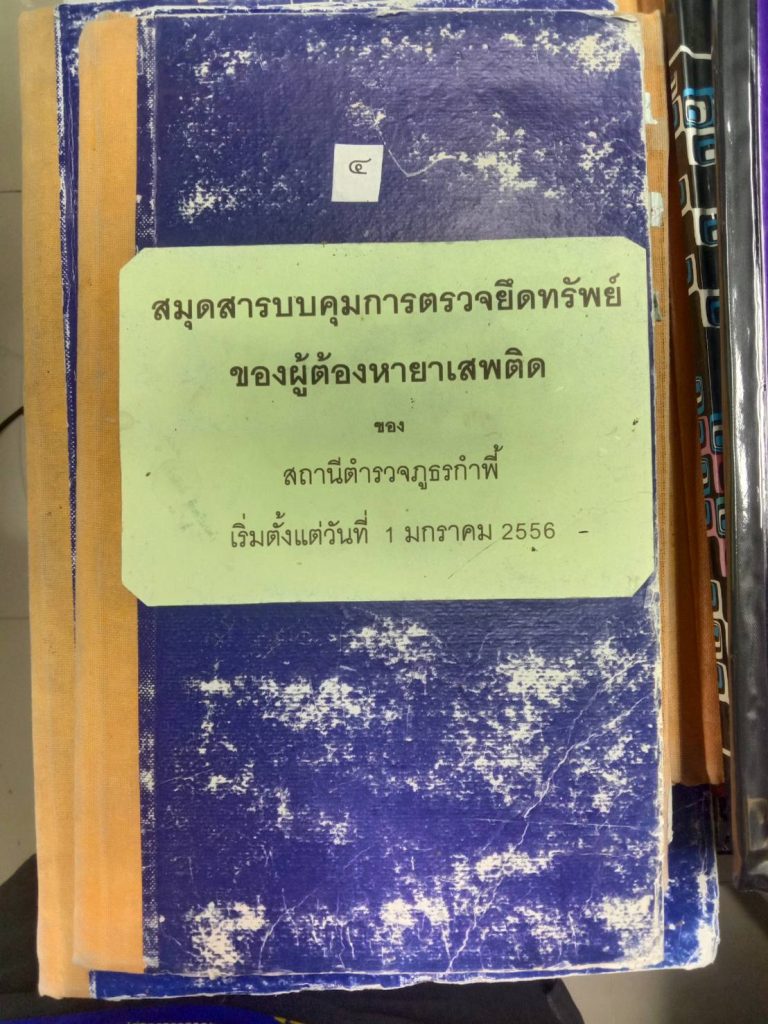 ๔
สมุดสารบบคุมการตรวจยึดทรัพย์
ของผู้ต้องหายาเสพติด
ของ
สถานีตำรวจภูธรกำพี้
เริ่มตั้งแต่วันที่ 1 มกราคม 2556 -